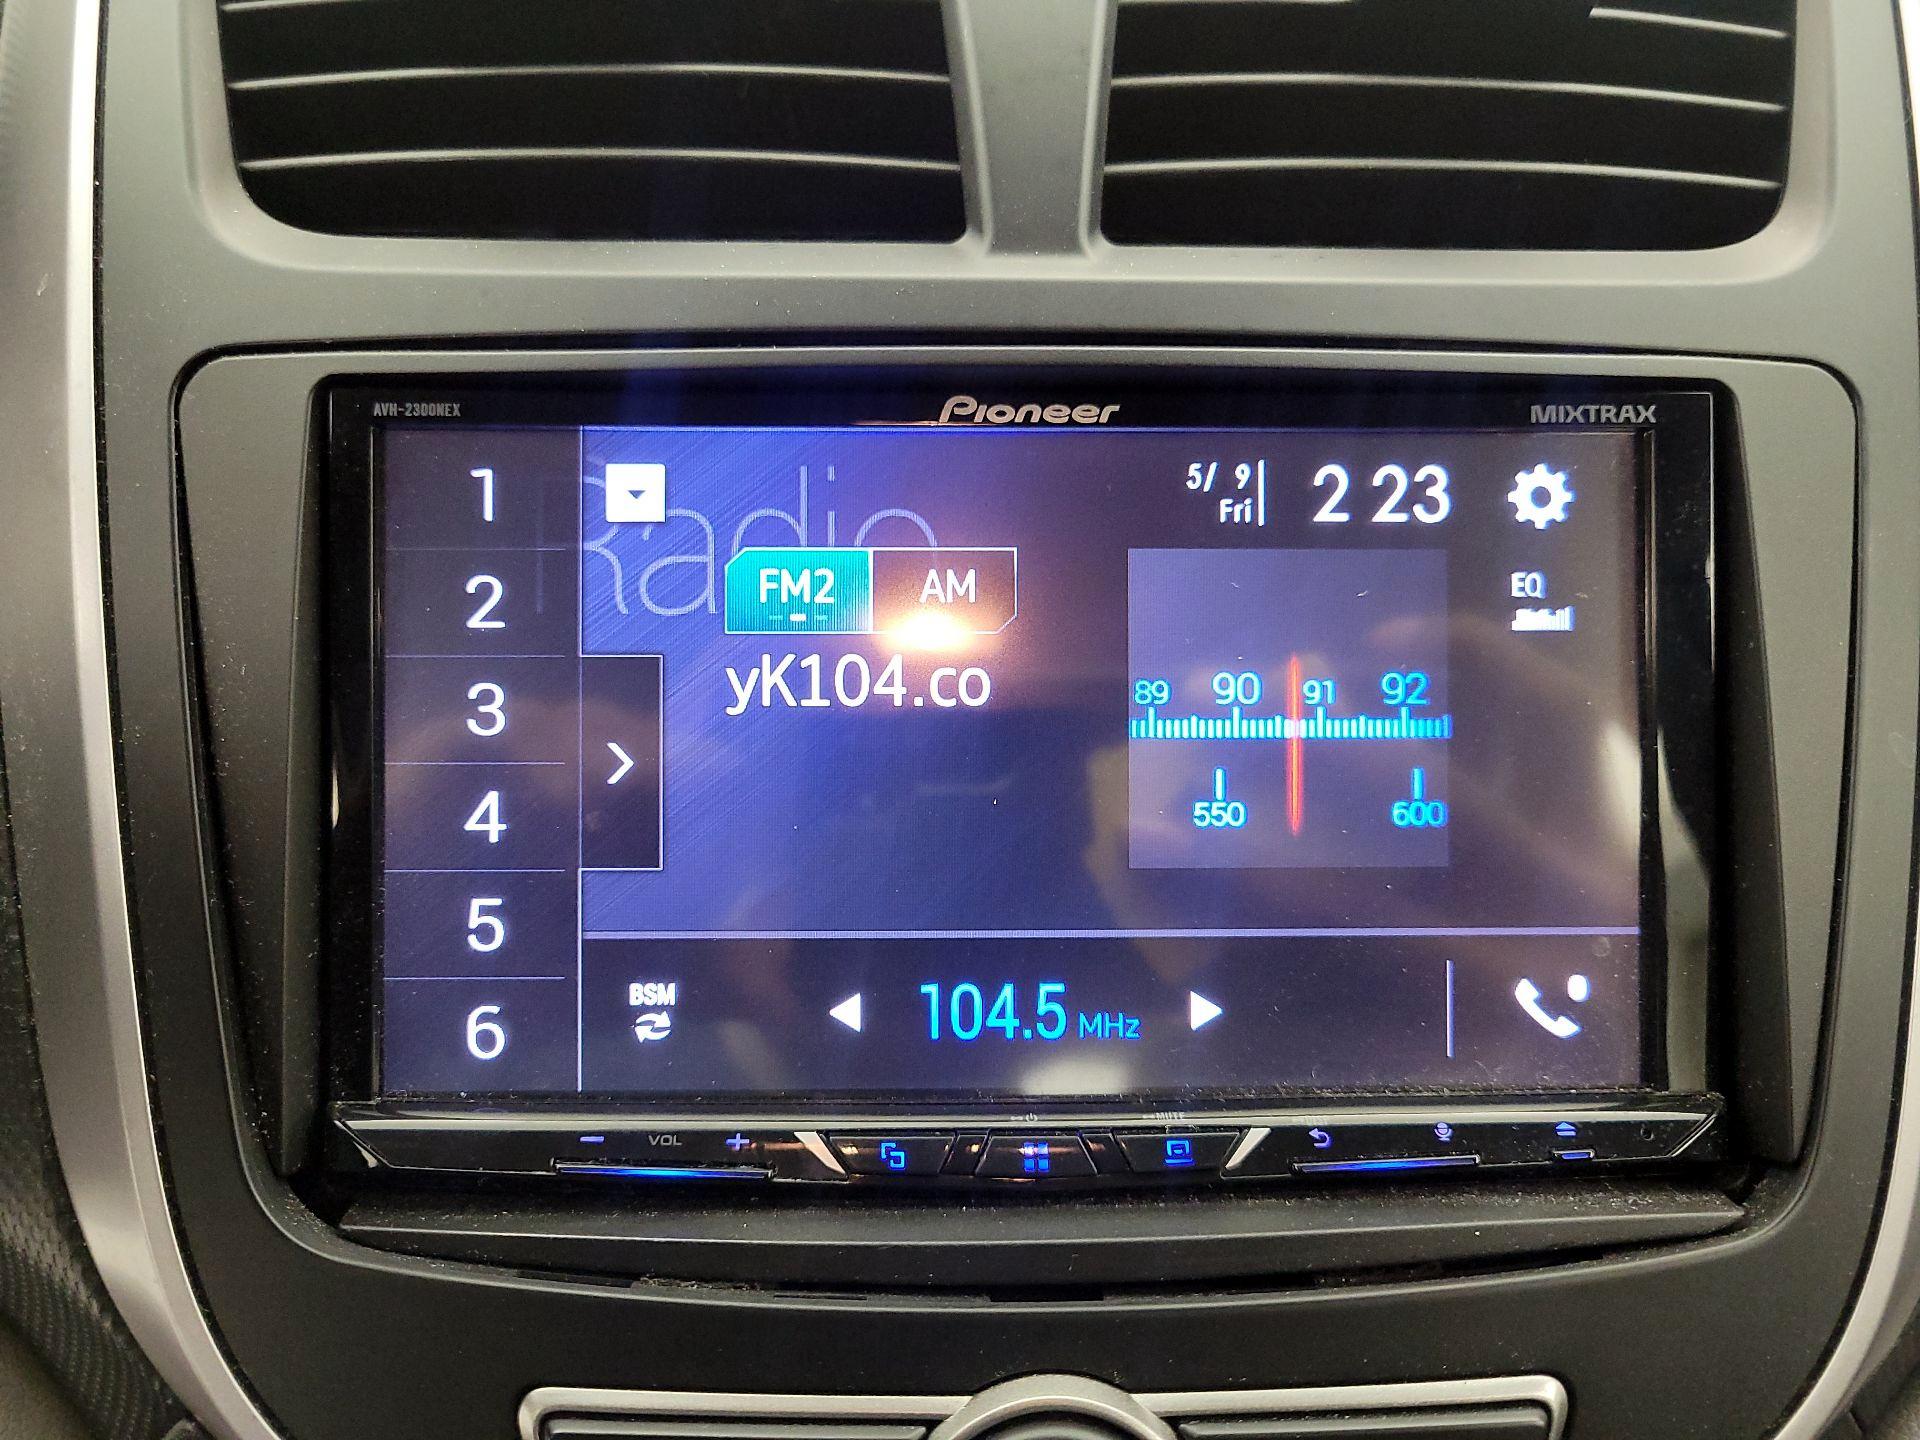 AVH-2300NEX
Pioneer
MIXTRAX
1
2
3
4
5
6
Radio
5/ 9
Fri
2 23
FM2
AM
EQ
yK104.co
89 90 91 92
550 600
BSM
104.5 MHz
VOL
MUTE